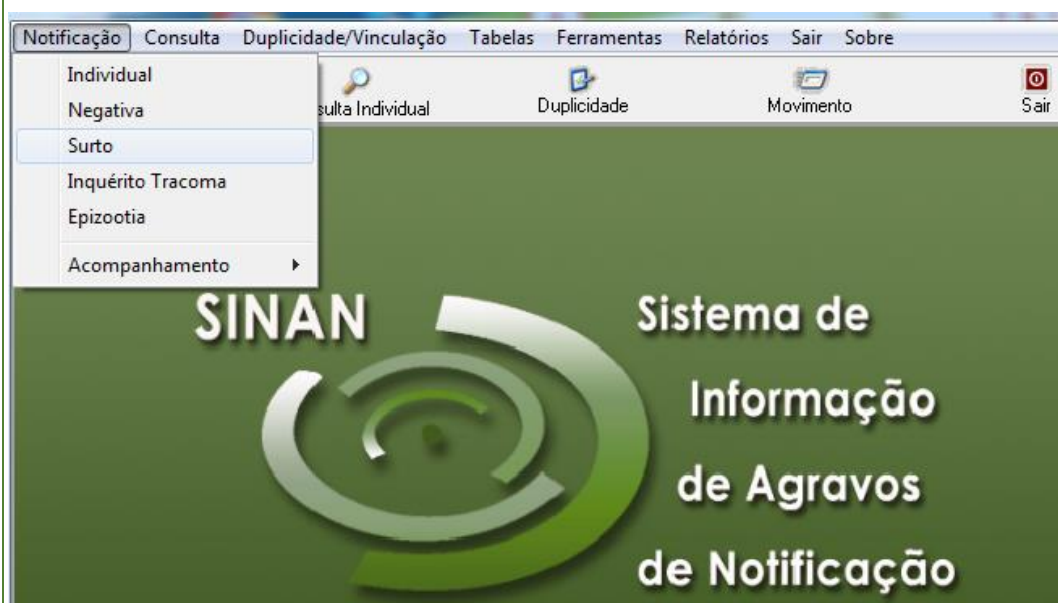 Notificação Consulta Duplicidade/Vinculação Tabelas Ferramentas Relatórios Sair Sobre
Individual
Negativa
Surto
Inquérito Tracoma
Epizootia
Acompanhamento
Individual Duplicidade Movimento Sair
SINAN
Sistema de
Informação
de Agravos
de Notificação